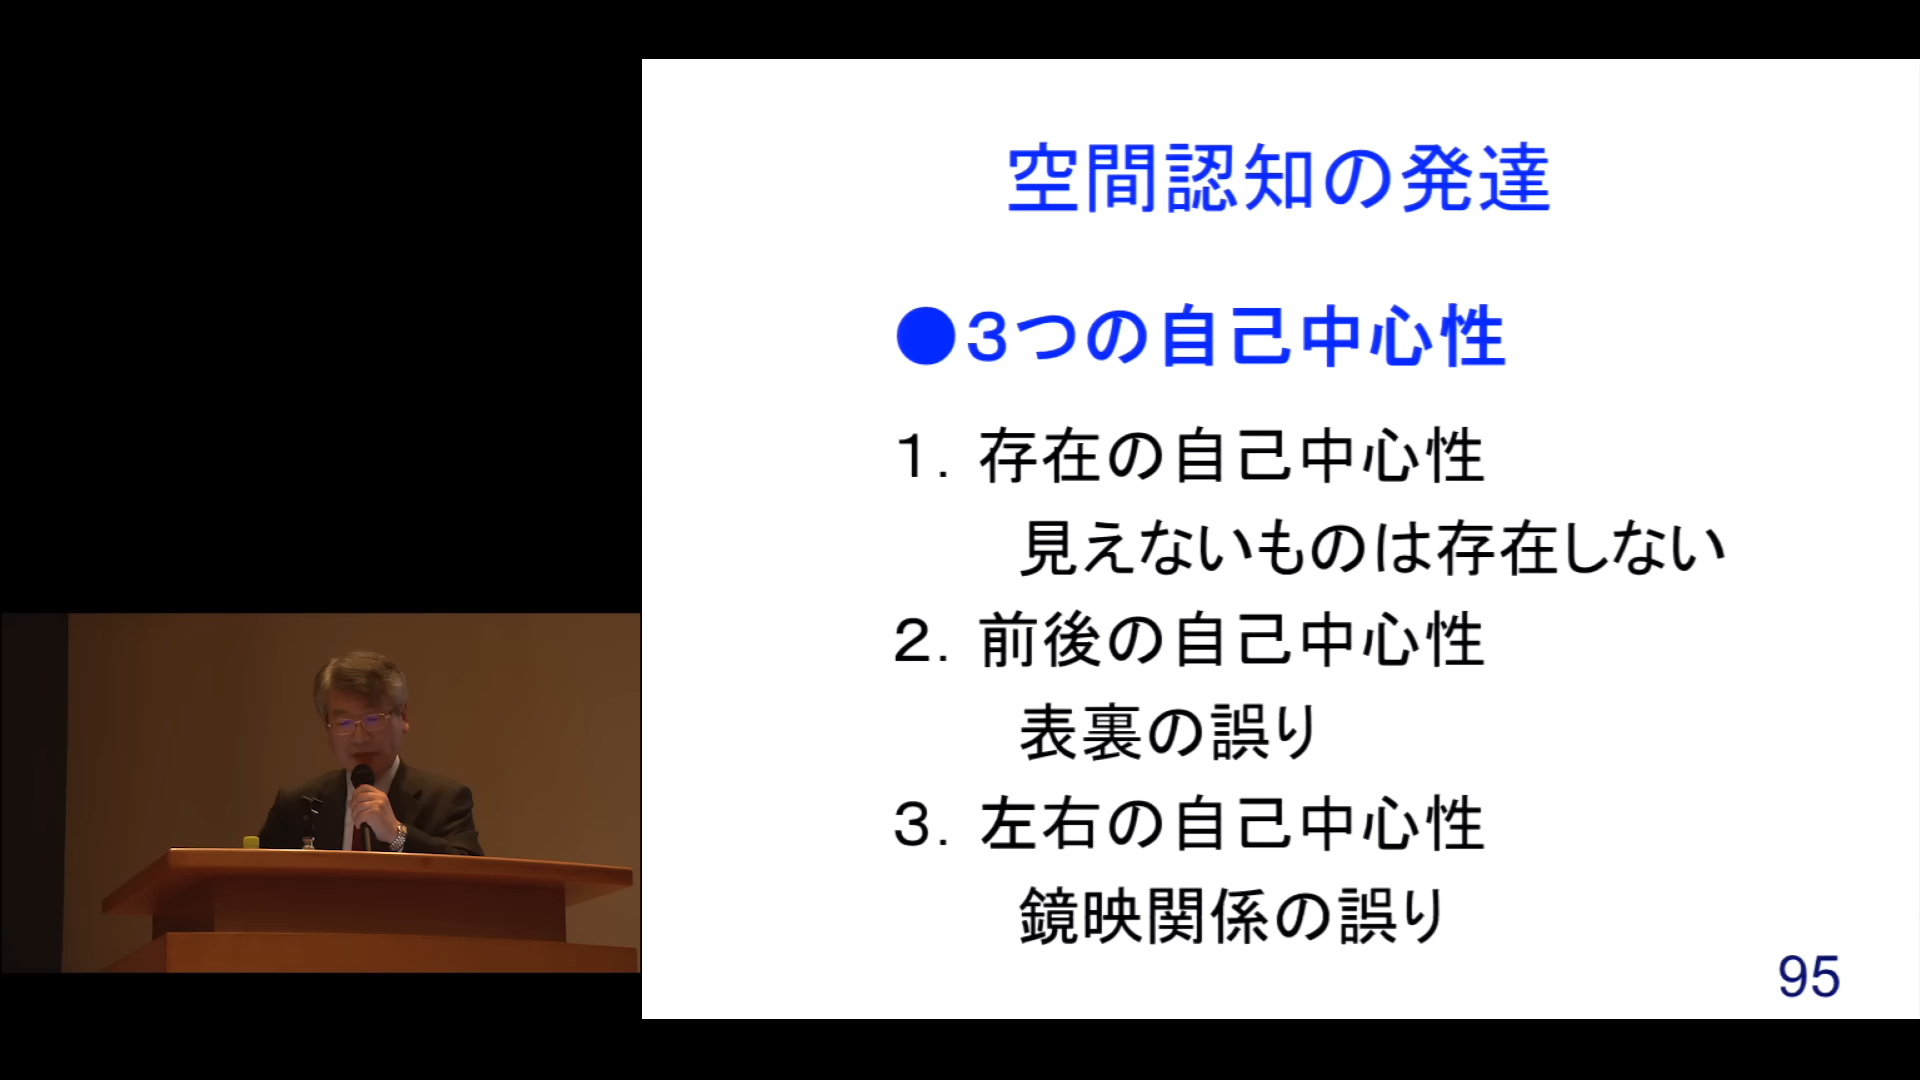 空間認知の発達
●3つの自己中心性
1. 存在の自己中心性
見えないものは存在しない
2. 前後の自己中心性
表裏の誤り
3. 左右の自己中心性
鏡映関係の誤り
95